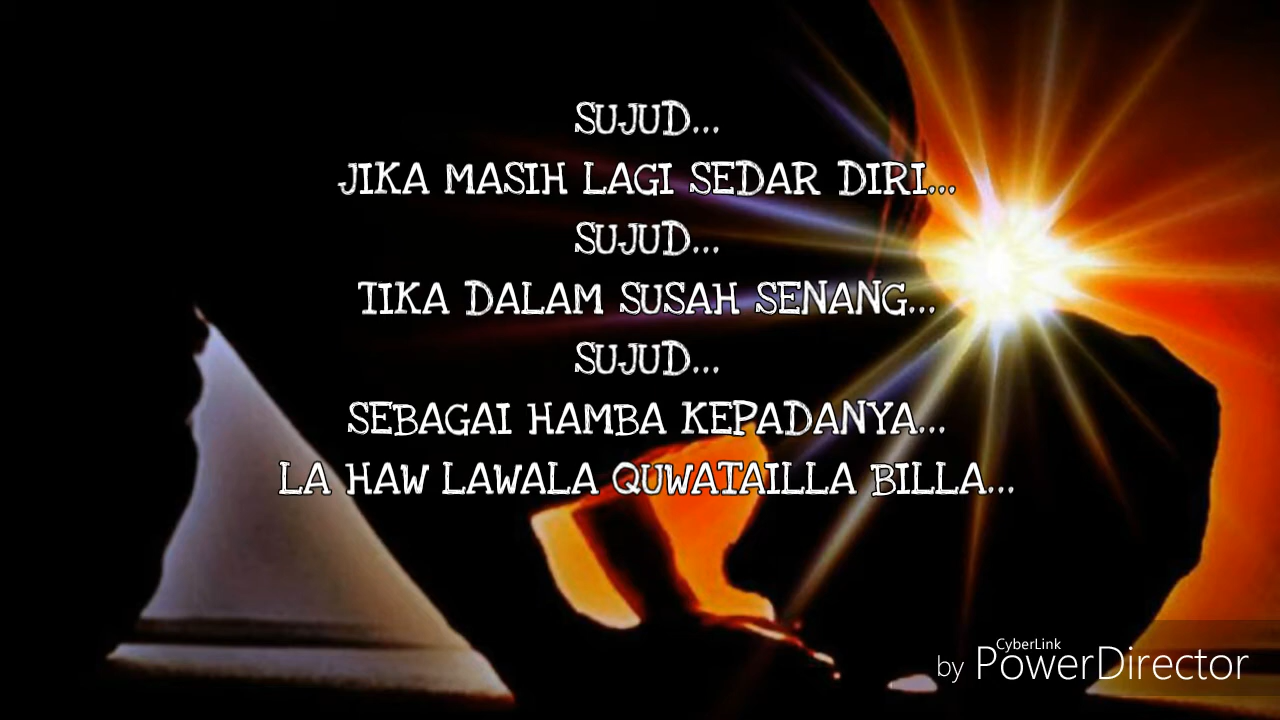 SUJUD...
JIKA MASIH LAGI SEDAR DIRI...
SUJUD...
TIKA DALAM SUSAH SENANG...
SUJUD...
SEBAGAI HAMBA KEPADANYA...
LA HAW LAWALA QUWATAILLA BILLA...
by CyberLink PowerDirector